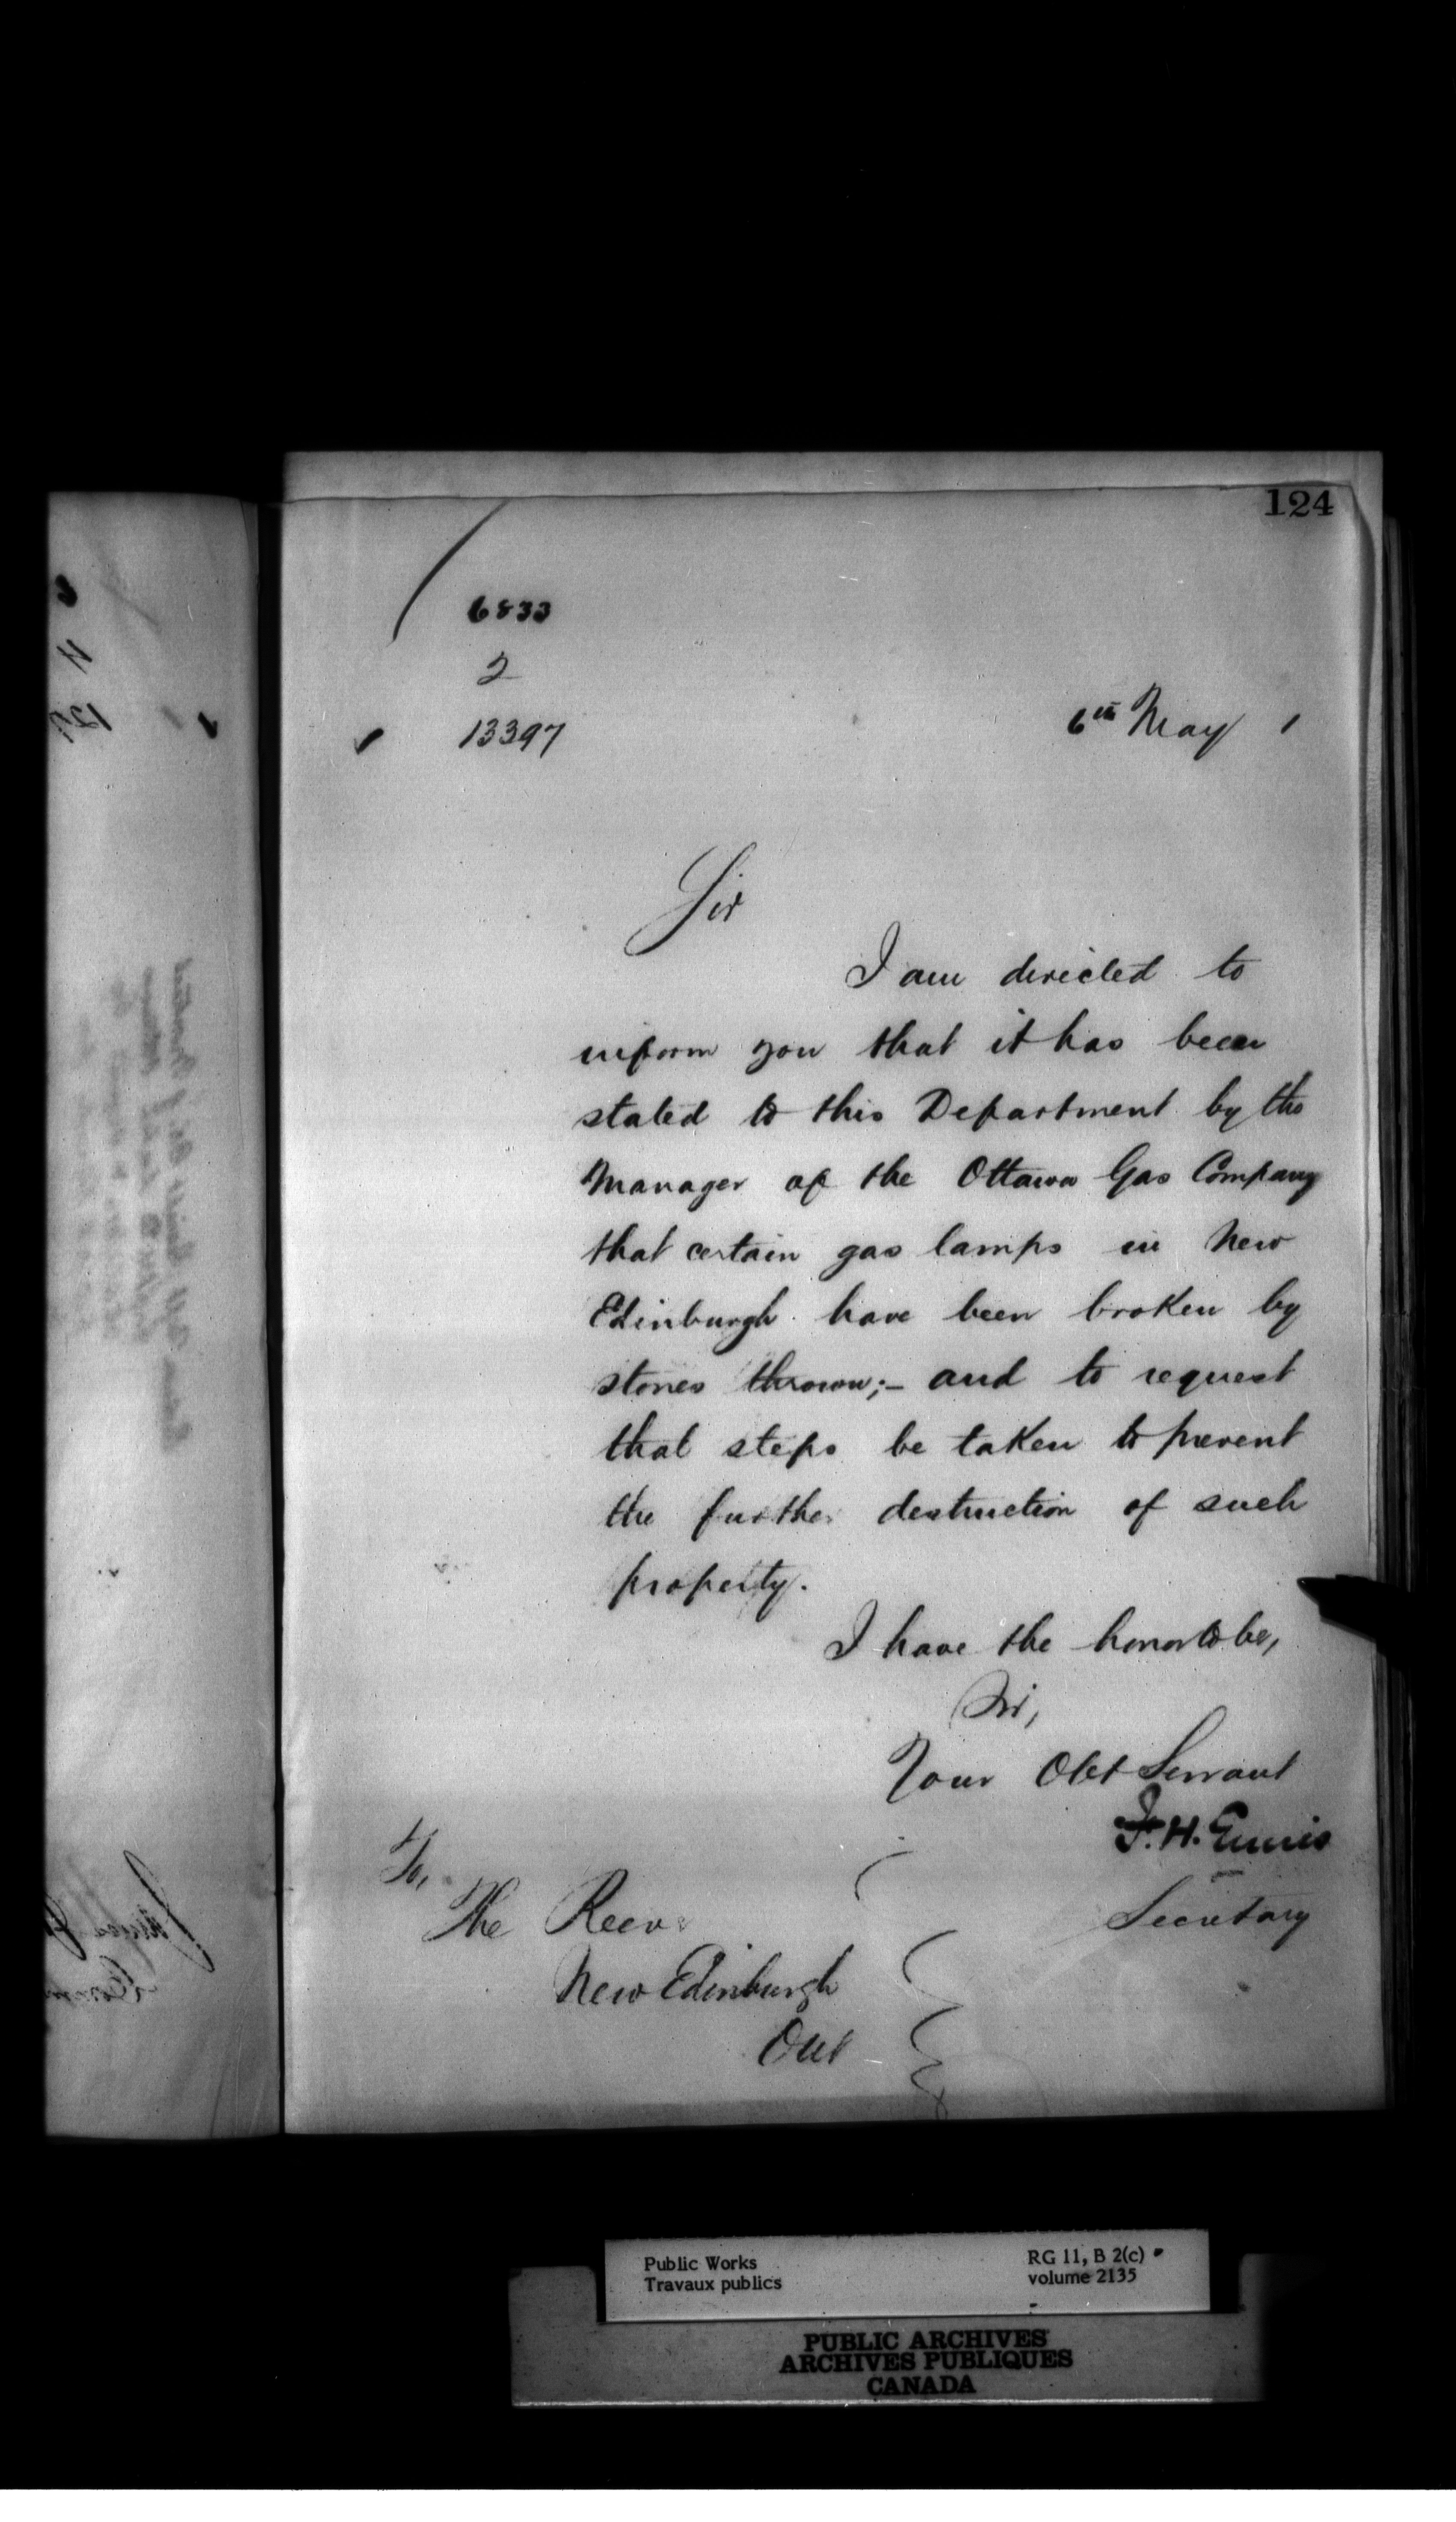 124
6833
2
13397
6th May 1
Sir
I am directed to
inform you that it has been
stated to this Department by the
Manager of the Ottawa Gas Company
that certain gas lamps in New
Edinburgh have been broken by
stones thrown;- and to request
that steps be taken to prevent
the further destruction of such
property.
I have the honor to be,
Sir,
Your Obt Servant
F. H. Ennis
Secretary
To,
The Reeve
New Edinburgh
Ont
Public Works
Travaux publics
RG 11, B 2(c)
volume 2135
PUBLIC ARCHIVES
ARCHIVES PUBLIQUES
CANADA